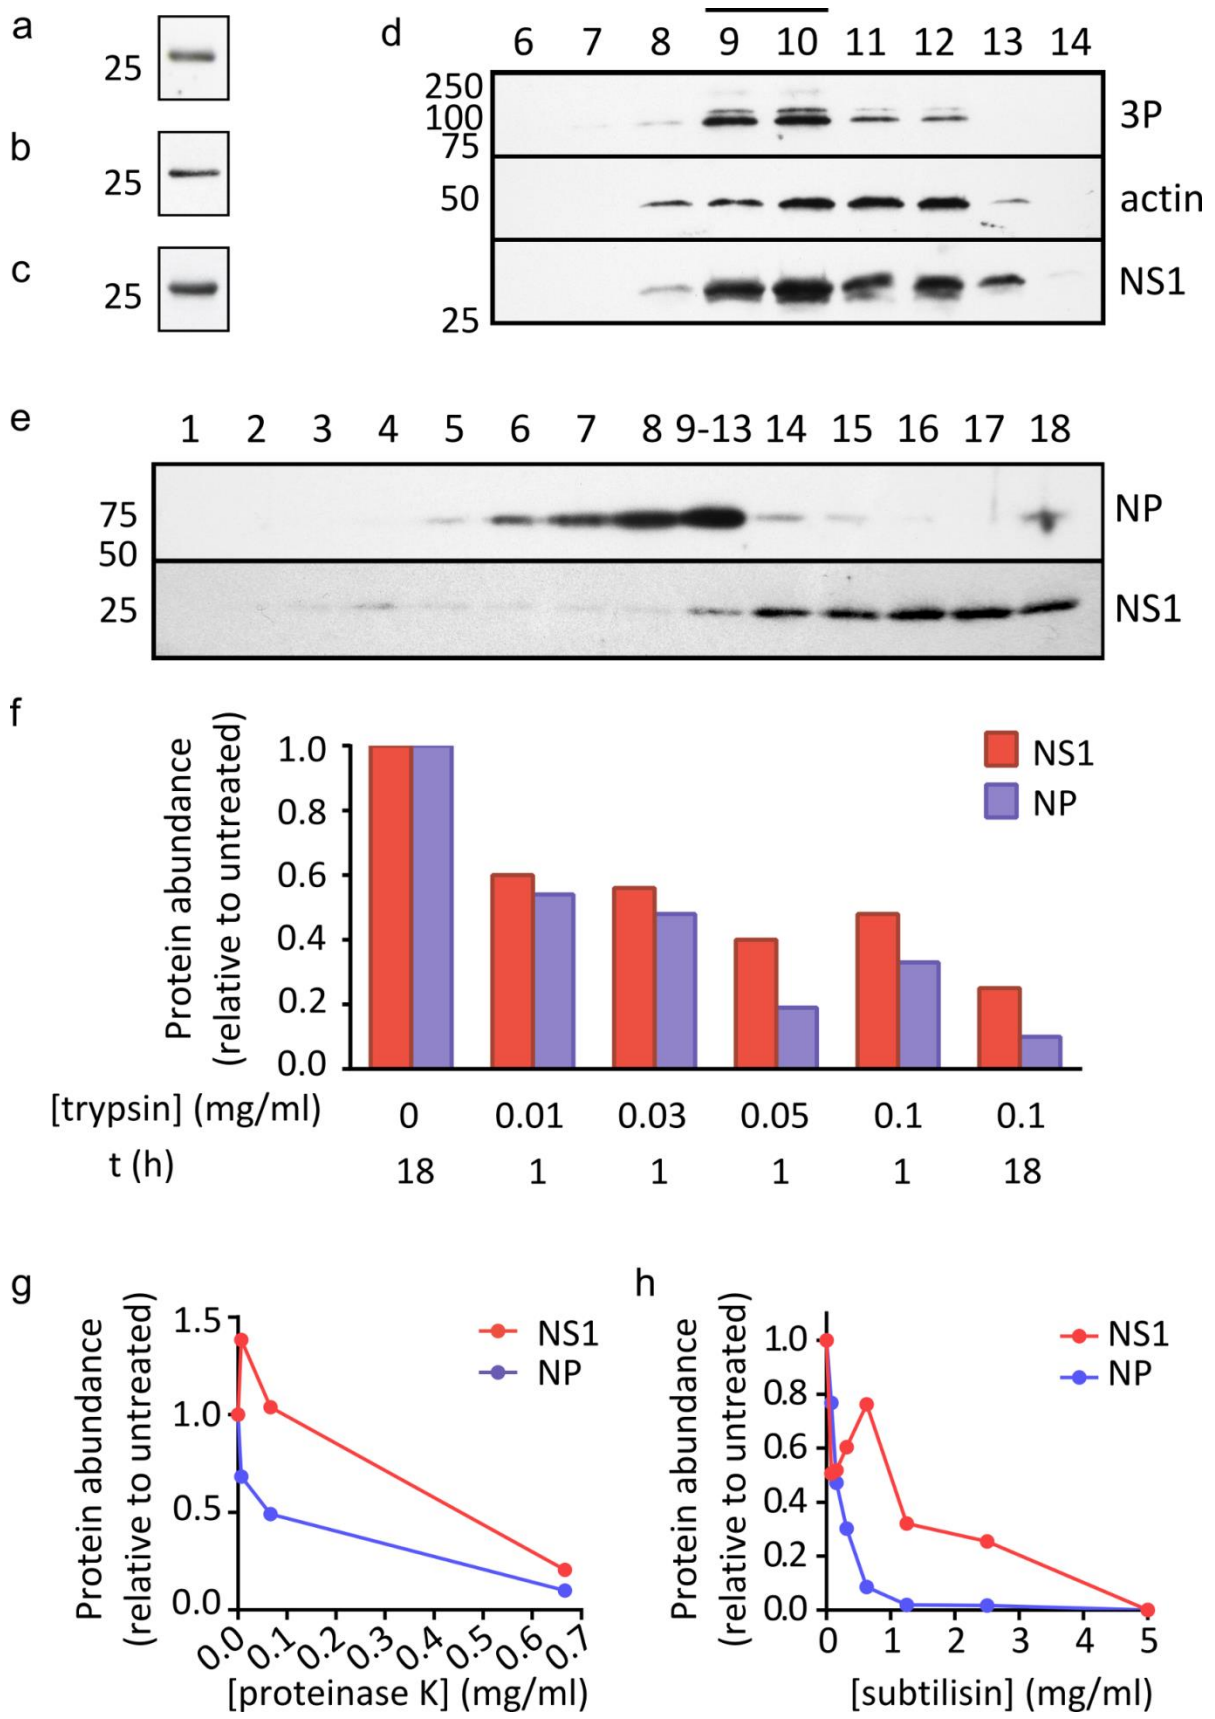 a
25
b
25
c
25
d
6 7 8 9 10 11 12 13 14
250
100
75
3P
50
actin
NS1
25
e
1 2 3 4 5 6 7 8 9-13 14 15 16 17 18
75
NP
50
25
NS1
f
Protein abundance
(relative to untreated)
1.0
0.8
0.6
0.4
0.2
0.0
NS1
NP
[trypsin] (mg/ml) 0 0.01 0.03 0.05 0.1 0.1
t (h) 18 1 1 1 1 18
g
Protein abundance
(relative to untreated)
1.5
1.0
0.5
0.0
NS1
NP
0.0 0.1 0.2 0.3 0.4 0.5 0.6 0.7
[proteinase K] (mg/ml)
h
Protein abundance
(relative to untreated)
1.0
0.8
0.6
0.4
0.2
0.0
NS1
NP
0 1 2 3 4 5
[subtilisin] (mg/ml)